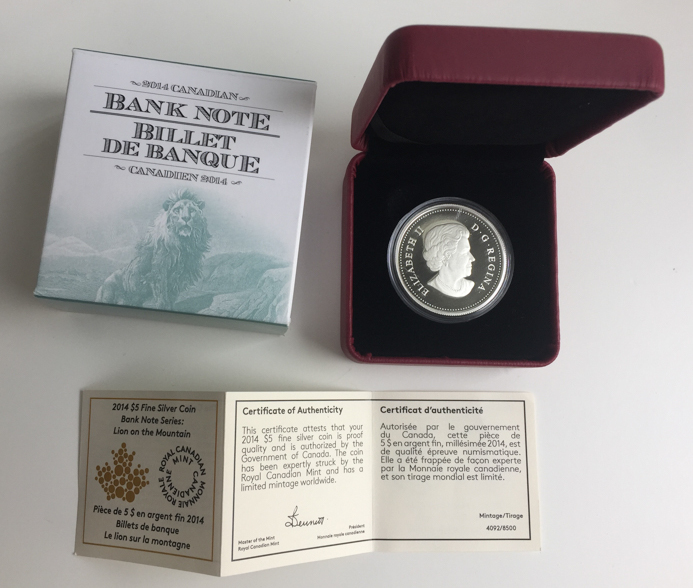 2014 CANADIAN
BANK NOTE
BILLET
DE BANQUE
CANADIEN 2014
ELIZABETH II D·G·REGINA
2014 $5 Fine Silver Coin
Bank Note Series:
Lion on the Mountain
ROYAL CANADIAN MINT
MONNAIE ROYALE CANADIENNE
Pièce de 5 $ en argent fin 2014
Billets de banque
Le lion sur la montagne
Certificate of Authenticity
This certificate attests that your
2014 $5 fine silver coin is proof
quality and is authorized by the
Government of Canada. The coin
has been expertly struck by the
Royal Canadian Mint and has a
limited mintage worldwide.
Master of the Mint
Royal Canadian Mint
Président
Monnaie royale canadienne
Certificat d'authenticité
Autorisée par le gouvernement
du Canada, cette pièce de
5 $ en argent fin, millésimée 2014, est
de qualité épreuve numismatique.
Elle a été frappée de façon experte
par la Monnaie royale canadienne,
et son tirage mondial est limité.
Mintage/Tirage
4092/8500